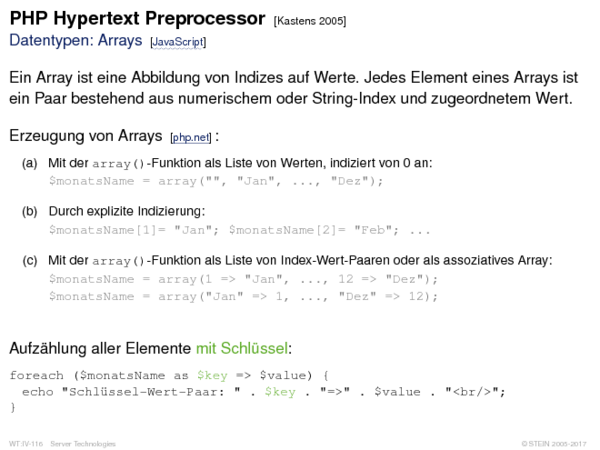 PHP Hypertext Preprocessor [Kastens 2005]
Datentypen: Arrays [JavaScript]
Ein Array ist eine Abbildung von Indizes auf Werte. Jedes Element eines Arrays ist
ein Paar bestehend aus numerischem oder String-Index und zugeordnetem Wert.
Erzeugung von Arrays [php.net] :
(a) Mit der array()-Funktion als Liste von Werten, indiziert von 0 an:
$monatsName = array("", "Jan", ..., "Dez");
(b) Durch explizite Indizierung:
$monatsName[1]= "Jan"; $monatsName[2]= "Feb"; ...
(c) Mit der array()-Funktion als Liste von Index-Wert-Paaren oder als assoziatives Array:
$monatsName = array(1 => "Jan", ..., 12 => "Dez");
$monatsName = array("Jan" => 1, ..., "Dez" => 12);
Aufzählung aller Elemente mit Schlüssel:
foreach ($monatsName as $key => $value) {
echo "Schlüssel-Wert-Paar: " . $key . "=>" . $value . "<br/>";
}
WT:IV-116 Server Technologies © STEIN 2005-2017